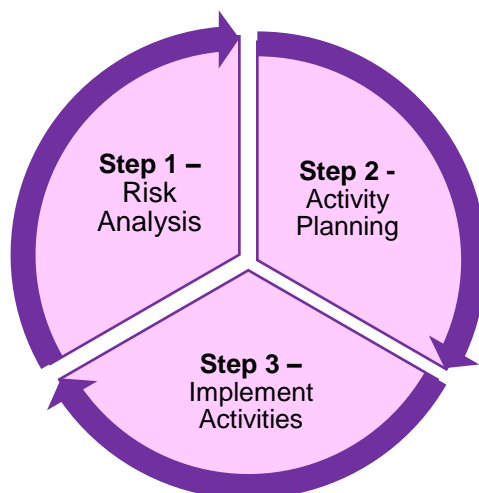 Step 1 –
Risk
Analysis
Step 2 -
Activity
Planning
Step 3 –
Implement
Activities